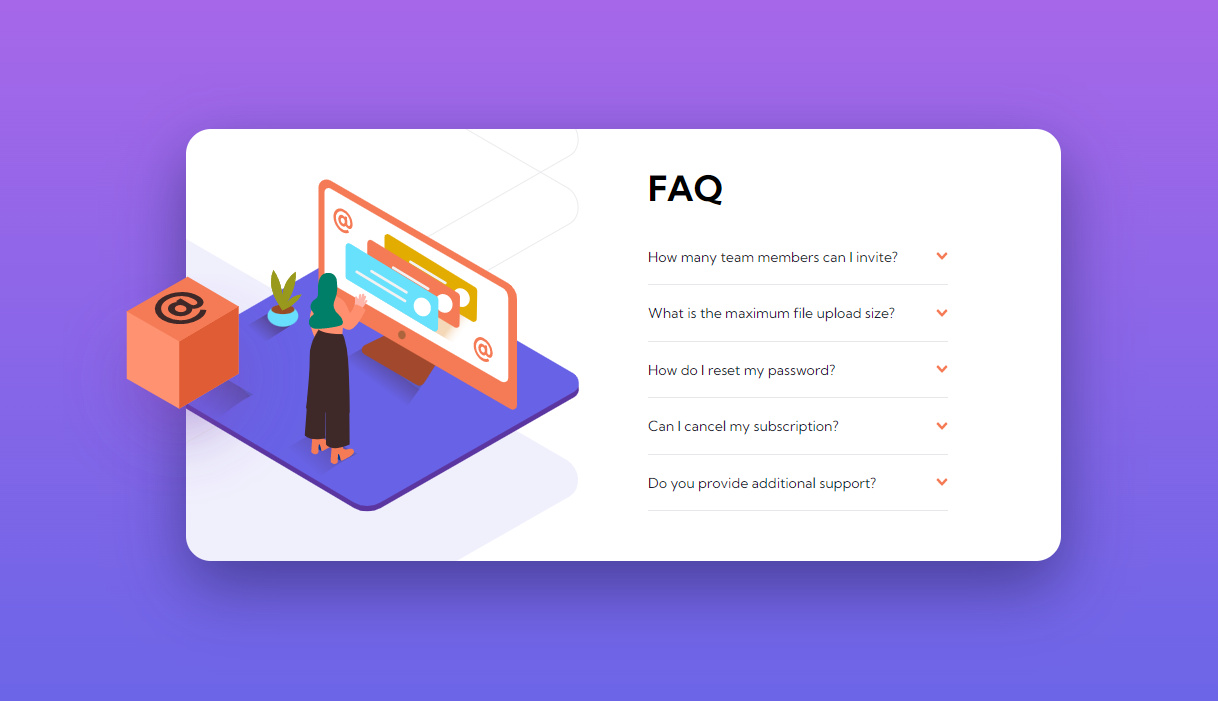 @
@
@
FAQ
How many team members can I invite?
What is the maximum file upload size?
How do I reset my password?
Can I cancel my subscription?
Do you provide additional support?